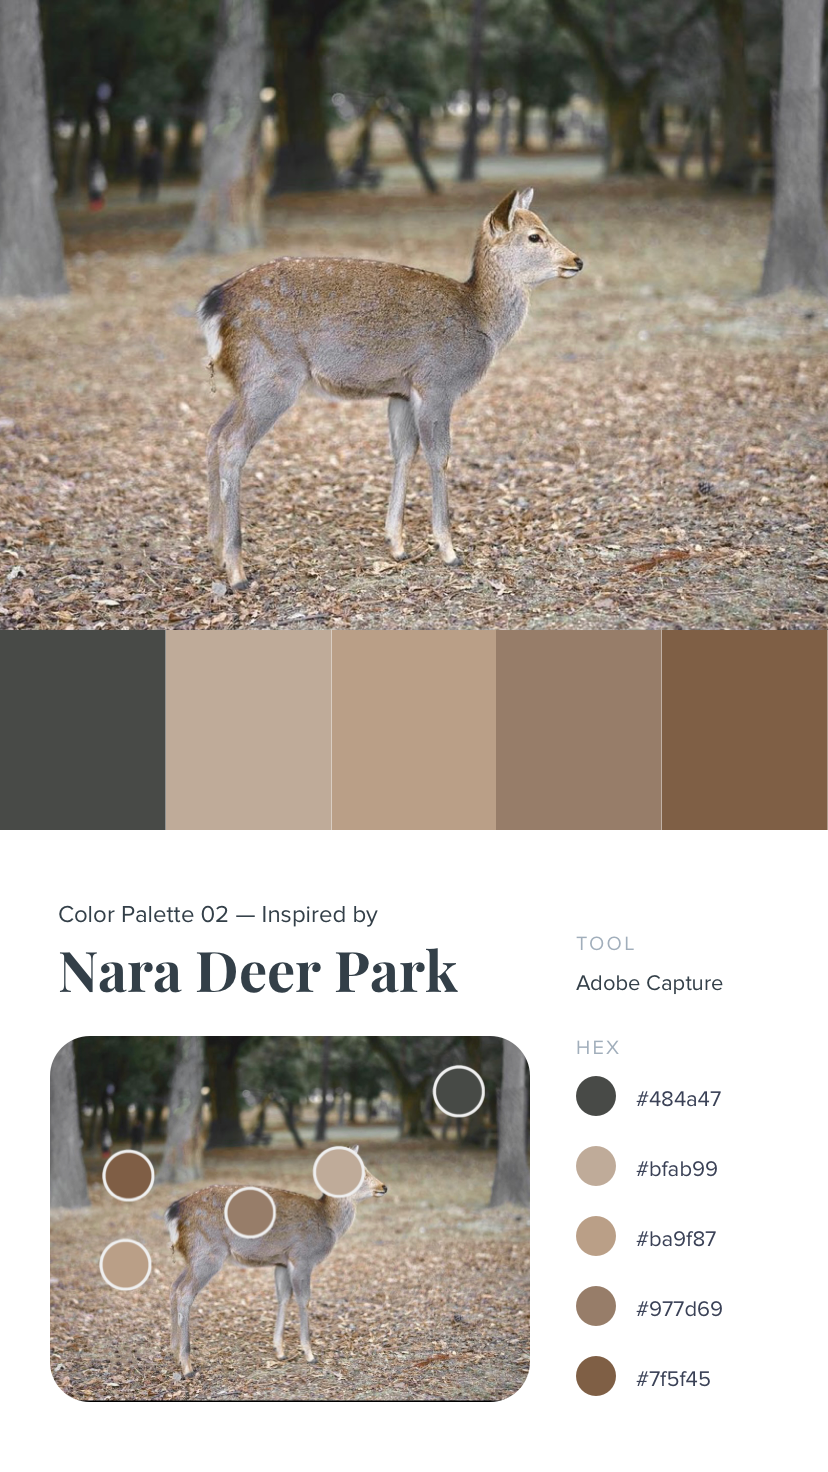 Color Palette 02 — Inspired by
Nara Deer Park
TOOL
Adobe Capture
HEX
#484a47
#bfab99
#ba9f87
#977d69
#7f5f45